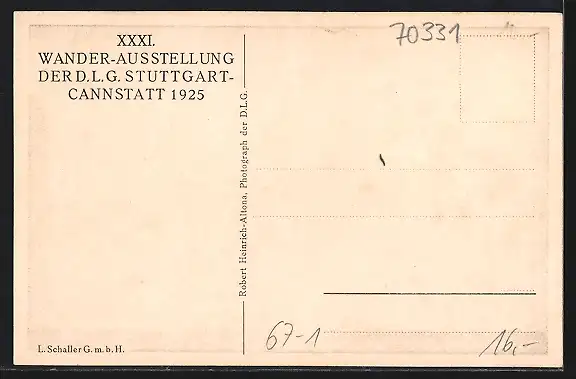 XXXI.
WANDER-AUSSTELLUNG
DER D.L.G. STUTTGART-
CANNSTATT 1925
70331
Robert Heinrich-Altona, Photograph der D.L.G.
67-1
16,-
L. Schaller G. m. b. H.